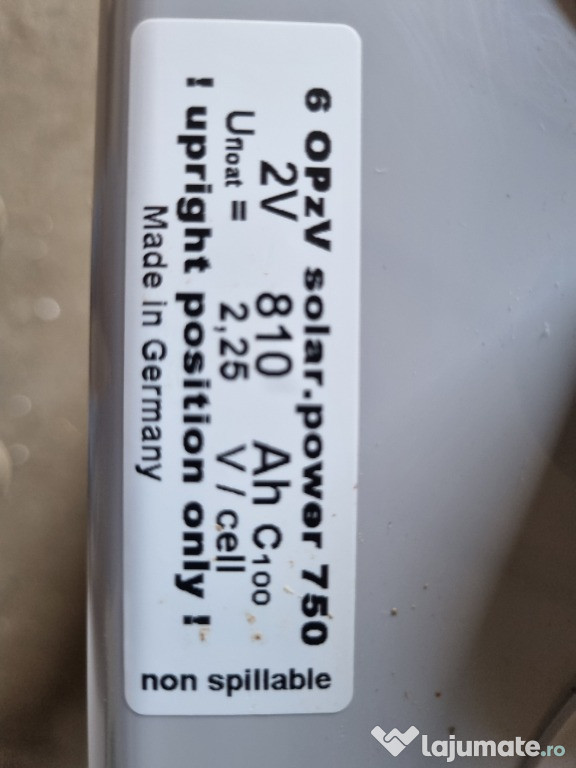 6 OPzV solar.power 750
2V 810 Ah C100
Ufloat = 2,25 V / cell
! upright position only !
Made in Germany
non spillable
lajumate.ro